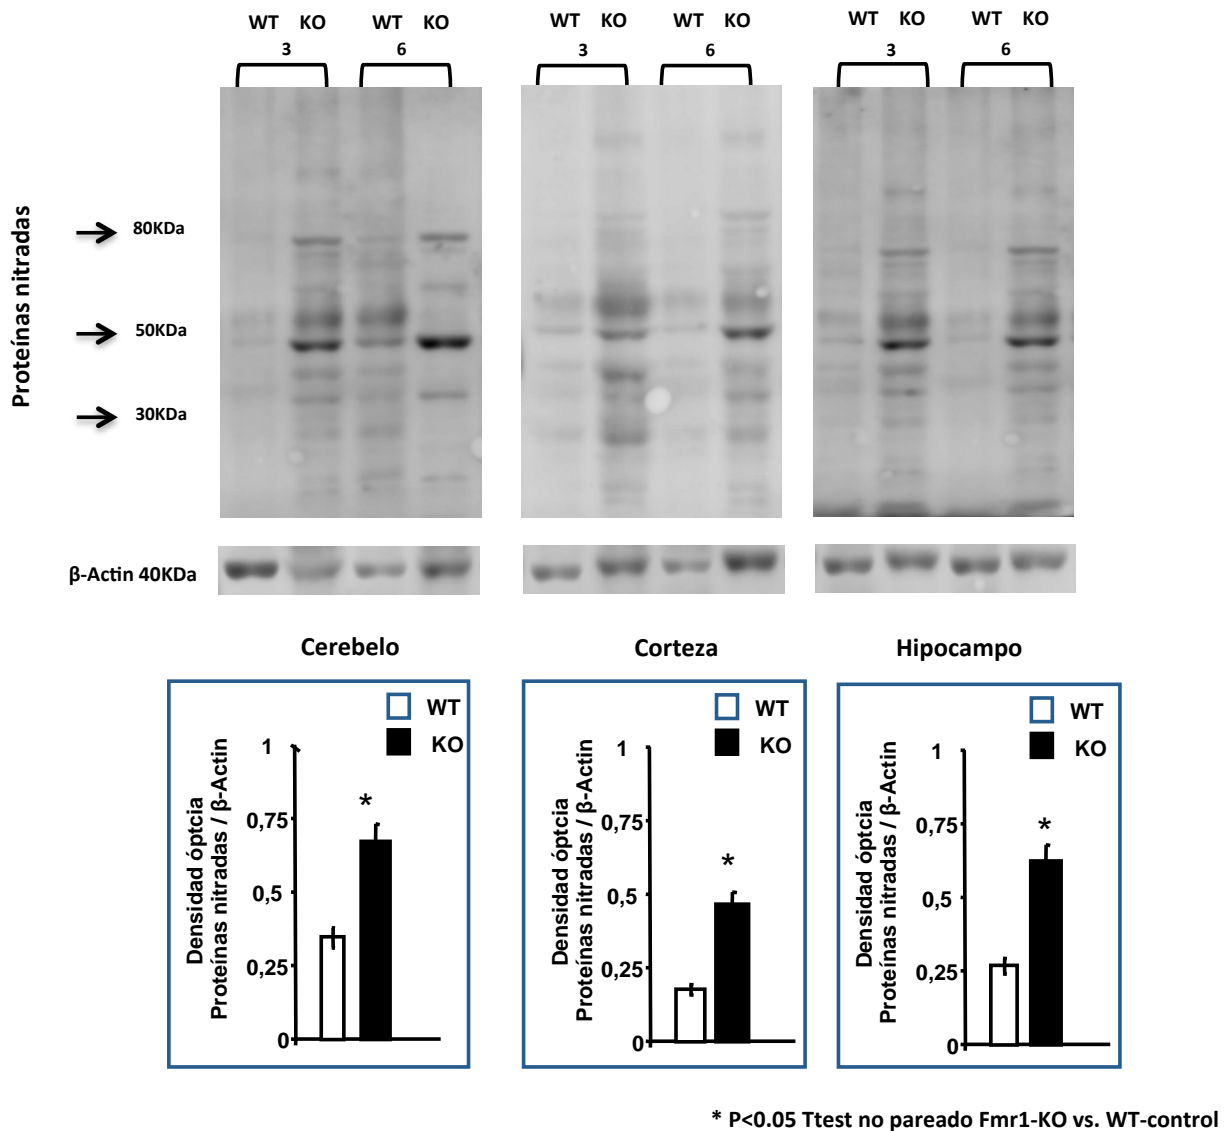 WT KO WT KO
3 6
WT KO WT KO
3 6
WT KO WT KO
3 6
Proteínas nitradas
80KDa
50KDa
30KDa
β-Actin 40KDa
Cerebelo
WT
KO
Densidad óptcia
Proteínas nitradas / β-Actin
1
0,75
0,5
0,25
0
*
Corteza
WT
KO
Densidad óptcia
Proteínas nitradas / β-Actin
1
0,75
0,5
0,25
0
*
Hipocampo
WT
KO
Densidad óptcia
Proteínas nitradas / β-Actin
1
0,75
0,5
0,25
0
*
* P<0.05 Ttest no pareado Fmr1-KO vs. WT-control